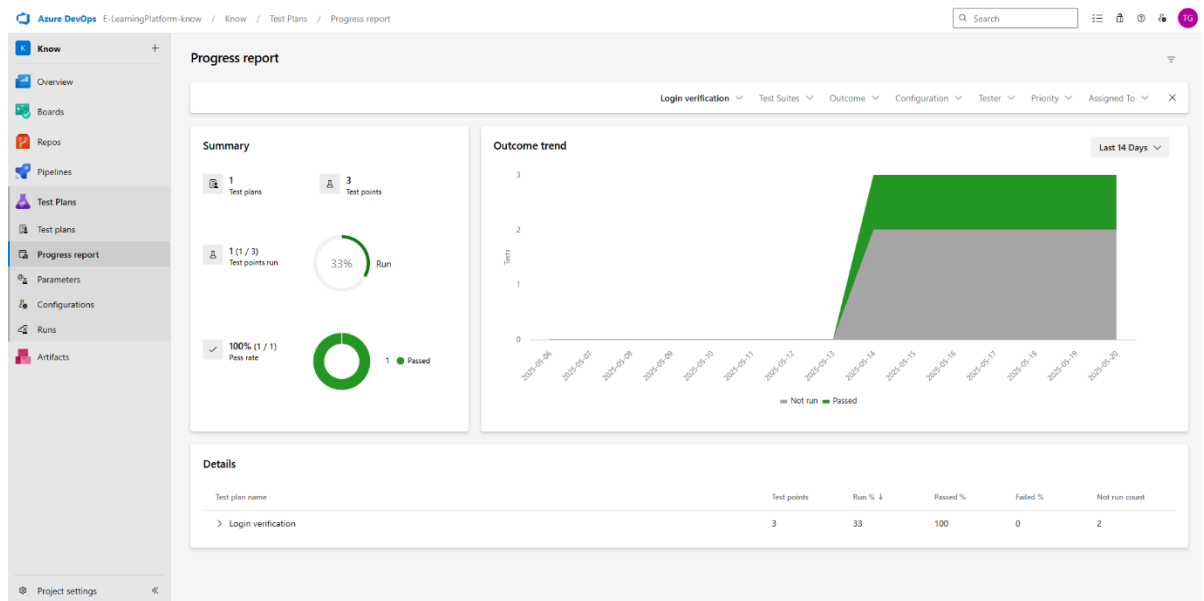 Azure DevOps E-LearningPlatform-know / Know / Test Plans / Progress report
Search
TG
K Know +
Overview
Boards
Repos
Pipelines
Test Plans
Test plans
Progress report
Parameters
Configurations
Runs
Artifacts
Project settings
Progress report
Login verification Test Suites Outcome Configuration Tester Priority Assigned To
Summary
1
Test plans
3
Test points
1 (1 / 3)
Test points run
33% Run
100% (1 / 1)
Pass rate
1 Passed
Outcome trend
Last 14 Days
3
2
1
0
Tests
2025-05-06 2025-05-07 2025-05-08 2025-05-09 2025-05-10 2025-05-11 2025-05-12 2025-05-13 2025-05-14 2025-05-15 2025-05-16 2025-05-17 2025-05-18 2025-05-19 2025-05-20
Not run Passed
Details
Test plan name Test points Run % ↓ Passed % Failed % Not run count
Login verification 3 33 100 0 2